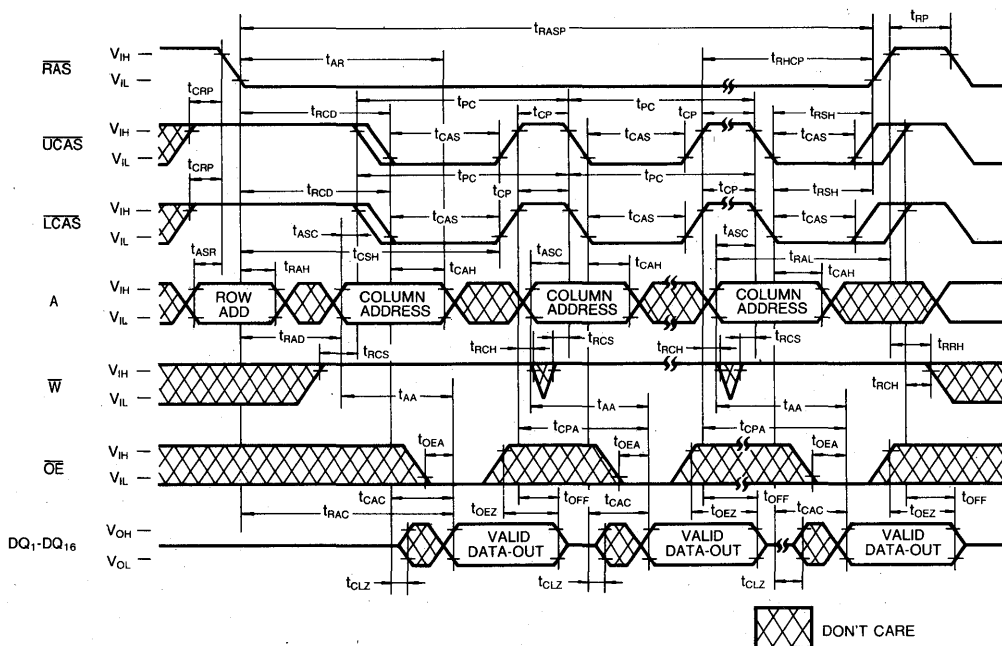 tRASP
tRP
RAS
VIH
VIL
tAR
tRHCP
tCRP
tRCD
tPC
tPC
tCP
tCP
UCAS
VIH
VIL
tCAS
tCAS
tCAS
tRSH
tCRP
tRCD
tPC
tPC
tCP
tCP
LCAS
VIH
VIL
tCAS
tCAS
tCAS
tRSH
tASC
tASC
tASC
tCSH
tRAL
tASR
tRAH
tCAH
tCAH
tCAH
A
VIH
VIL
ROW ADD
COLUMN ADDRESS
COLUMN ADDRESS
COLUMN ADDRESS
tRAD
tRCS
tRCH
tRCS
tRCH
tRCS
tRRH
W
VIH
VIL
tRCH
tAA
tAA
tAA
tCPA
tCPA
tOEA
tOEA
tOEA
OE
VIH
VIL
tCAC
tOFF
tCAC
tOFF
tCAC
tOFF
tRAC
tOEZ
tOEZ
tOEZ
DQ1-DQ16
VOH
VOL
VALID DATA-OUT
VALID DATA-OUT
VALID DATA-OUT
tCLZ
tCLZ
tCLZ
DON'T CARE